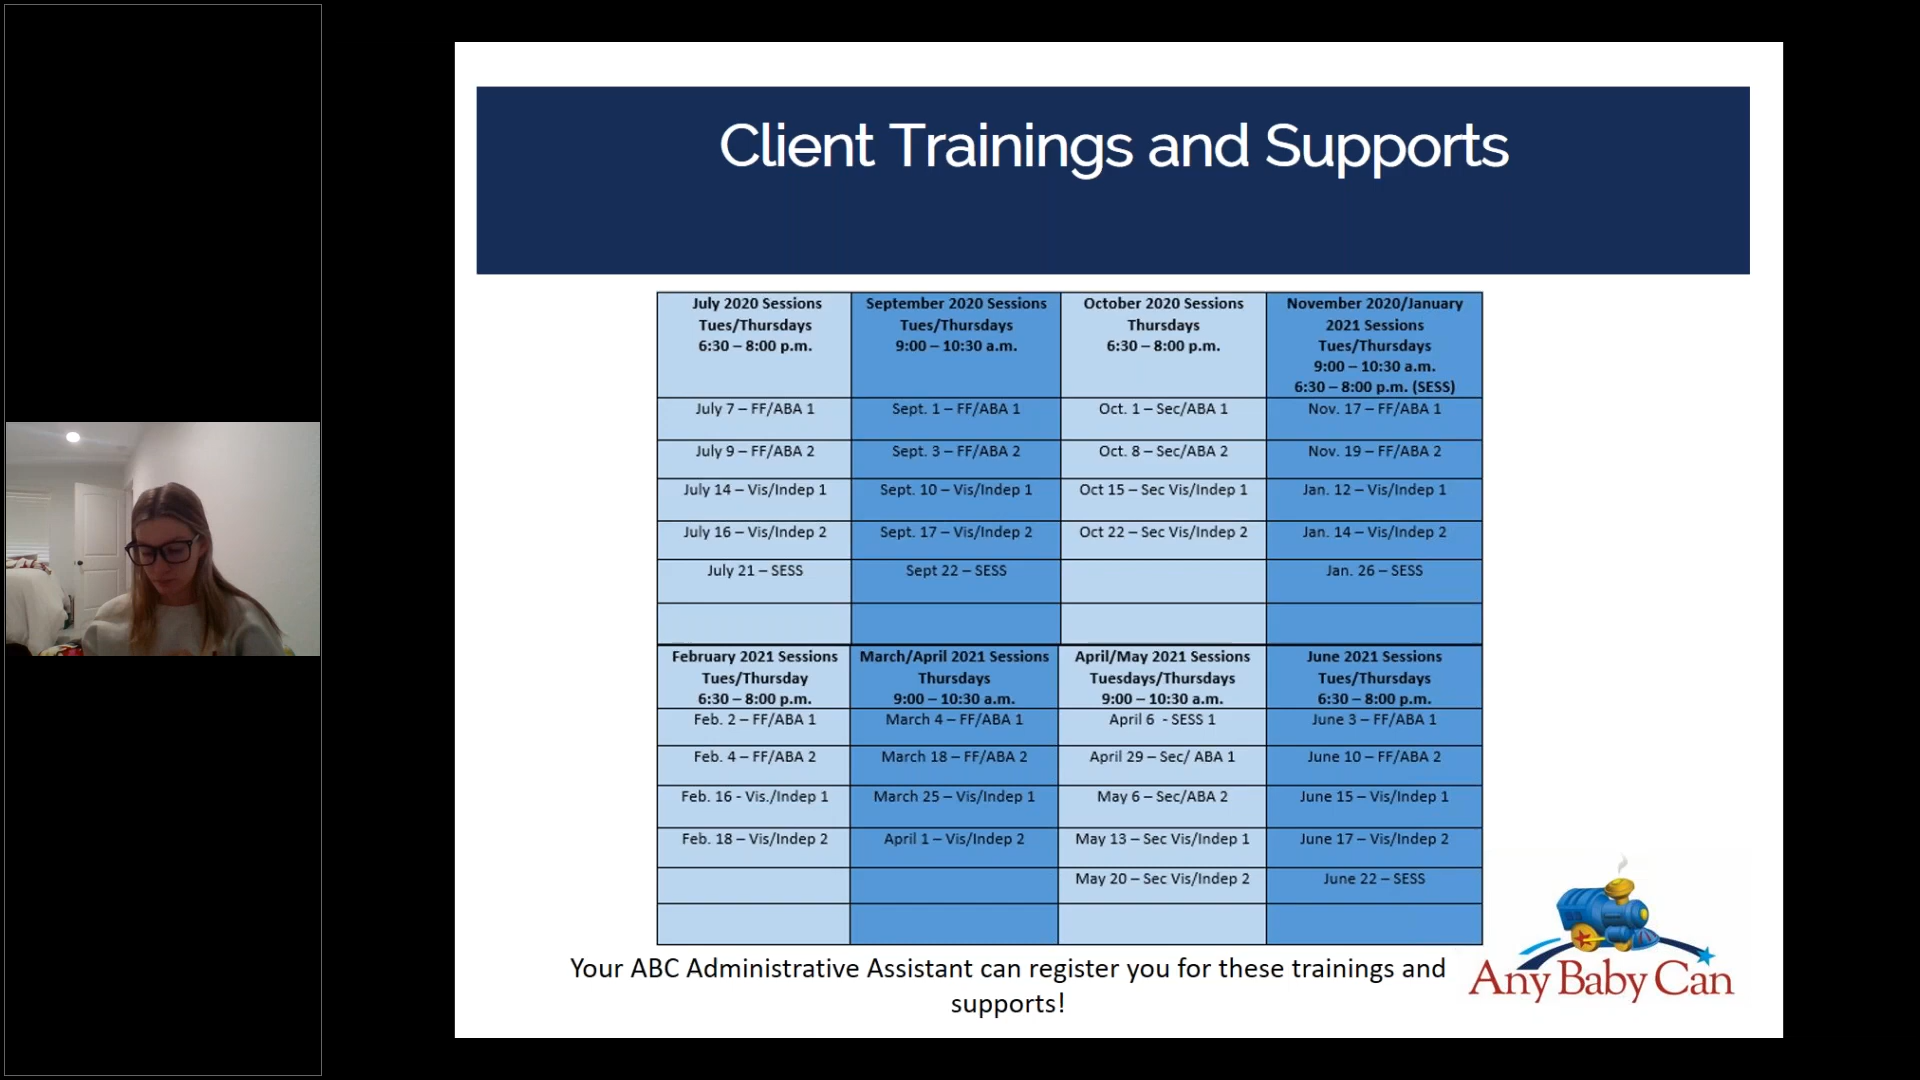 Client Trainings and Supports
July 2020 Sessions
Tues/Thursdays
6:30 – 8:00 p.m.
September 2020 Sessions
Tues/Thursdays
9:00 – 10:30 a.m.
October 2020 Sessions
Thursdays
6:30 – 8:00 p.m.
November 2020/January
2021 Sessions
Tues/Thursdays
9:00 – 10:30 a.m.
6:30 – 8:00 p.m. (SESS)
July 7 – FF/ABA 1
Sept. 1 – FF/ABA 1
Oct. 1 – Sec/ABA 1
Nov. 17 – FF/ABA 1
July 9 – FF/ABA 2
Sept. 3 – FF/ABA 2
Oct. 8 – Sec/ABA 2
Nov. 19 – FF/ABA 2
July 14 – Vis/Indep 1
Sept. 10 – Vis/Indep 1
Oct 15 – Sec Vis/Indep 1
Jan. 12 – Vis/Indep 1
July 16 – Vis/Indep 2
Sept. 17 – Vis/Indep 2
Oct 22 – Sec Vis/Indep 2
Jan. 14 – Vis/Indep 2
July 21 – SESS
Sept 22 – SESS
Jan. 26 – SESS
February 2021 Sessions
Tues/Thursday
6:30 – 8:00 p.m.
March/April 2021 Sessions
Thursdays
9:00 – 10:30 a.m.
April/May 2021 Sessions
Tuesdays/Thursdays
9:00 – 10:30 a.m.
June 2021 Sessions
Tues/Thursdays
6:30 – 8:00 p.m.
Feb. 2 – FF/ABA 1
March 4 – FF/ABA 1
April 6 - SESS 1
June 3 – FF/ABA 1
Feb. 4 – FF/ABA 2
March 18 – FF/ABA 2
April 29 – Sec/ ABA 1
June 10 – FF/ABA 2
Feb. 16 - Vis./Indep 1
March 25 – Vis/Indep 1
May 6 – Sec/ABA 2
June 15 – Vis/Indep 1
Feb. 18 – Vis/Indep 2
April 1 – Vis/Indep 2
May 13 – Sec Vis/Indep 1
June 17 – Vis/Indep 2
May 20 – Sec Vis/Indep 2
June 22 – SESS
Your ABC Administrative Assistant can register you for these trainings and
supports!
Any Baby Can